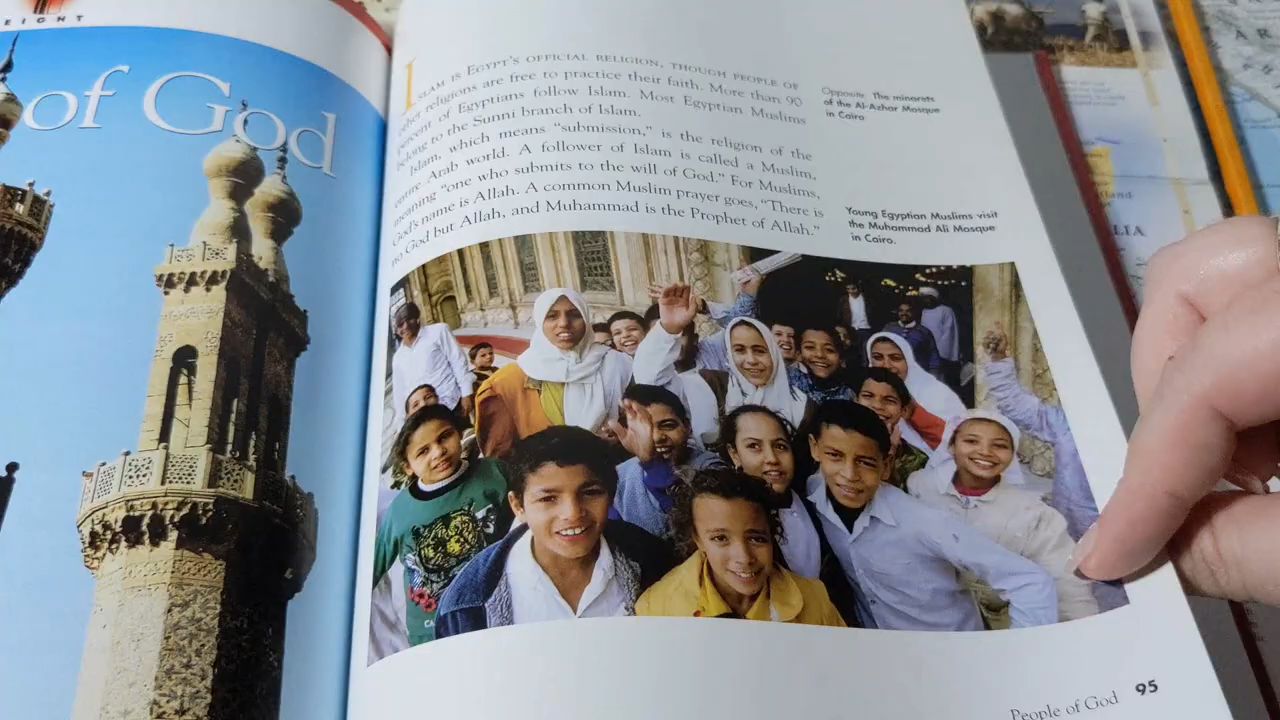 EIGHT
of God
ISLAM IS EGYPT'S OFFICIAL RELIGION, THOUGH PEOPLE OF
other religions are free to practice their faith. More than 90
percent of Egyptians follow Islam. Most Egyptian Muslims
belong to the Sunni branch of Islam.
Islam, which means "submission," is the religion of the
entire Arab world. A follower of Islam is called a Muslim,
meaning "one who submits to the will of God." For Muslims,
God's name is Allah. A common Muslim prayer goes, "There is
no God but Allah, and Muhammad is the Prophet of Allah."
Opposite: The minarets
of the Al-Azhar Mosque
in Cairo
Young Egyptian Muslims visit
the Muhammad Ali Mosque
in Cairo.
People of God 95